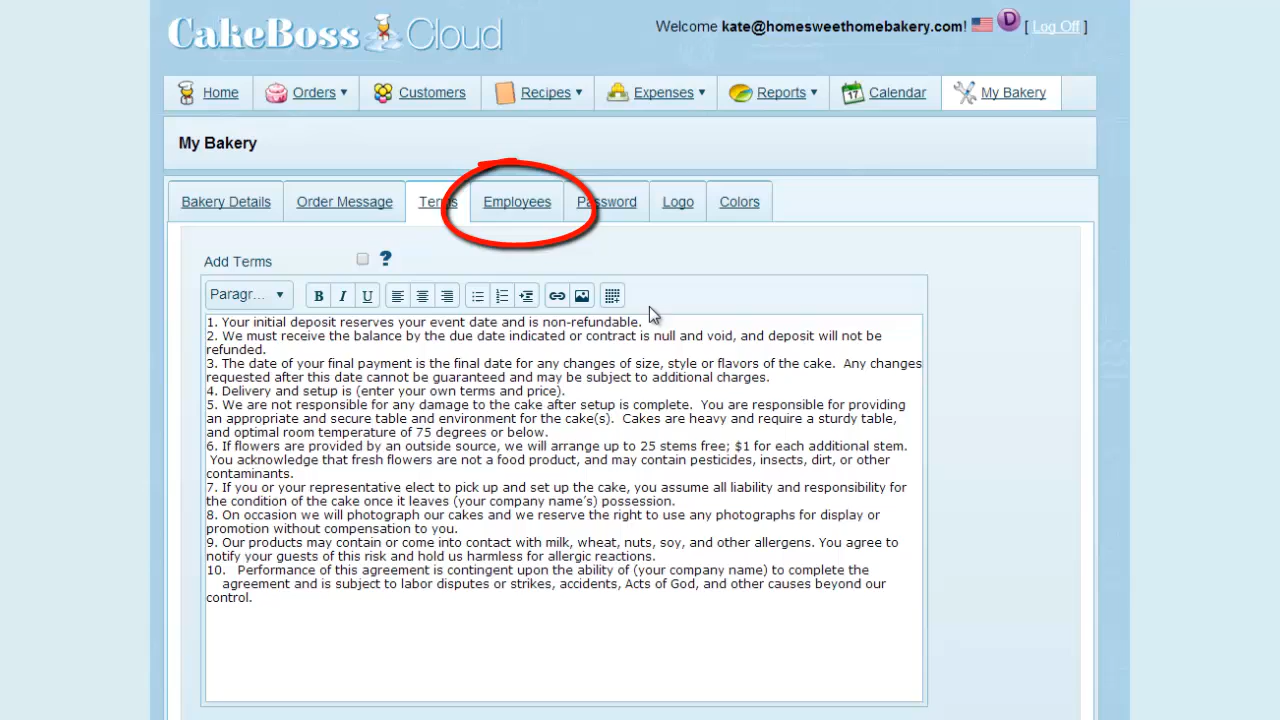 CakeBoss Cloud
Welcome kate@homesweethomebakery.com! D [ Log Off ]
Home Orders Customers Recipes Expenses Reports 17 Calendar My Bakery
My Bakery
Bakery Details Order Message Terms Employees Password Logo Colors
Add Terms ?
Paragr... B I U
1. Your initial deposit reserves your event date and is non-refundable.
2. We must receive the balance by the due date indicated or contract is null and void, and deposit will not be
refunded.
3. The date of your final payment is the final date for any changes of size, style or flavors of the cake.  Any changes
requested after this date cannot be guaranteed and may be subject to additional charges.
4. Delivery and setup is (enter your own terms and price).
5. We are not responsible for any damage to the cake after setup is complete.  You are responsible for providing
an appropriate and secure table and environment for the cake(s).  Cakes are heavy and require a sturdy table,
and optimal room temperature of 75 degrees or below.
6. If flowers are provided by an outside source, we will arrange up to 25 stems free; $1 for each additional stem.
You acknowledge that fresh flowers are not a food product, and may contain pesticides, insects, dirt, or other
contaminants.
7. If you or your representative elect to pick up and set up the cake, you assume all liability and responsibility for
the condition of the cake once it leaves (your company name's) possession.
8. On occasion we will photograph our cakes and we reserve the right to use any photographs for display or
promotion without compensation to you.
9. Our products may contain or come into contact with milk, wheat, nuts, soy, and other allergens. You agree to
notify your guests of this risk and hold us harmless for allergic reactions.
10.   Performance of this agreement is contingent upon the ability of (your company name) to complete the
agreement and is subject to labor disputes or strikes, accidents, Acts of God, and other causes beyond our
control.